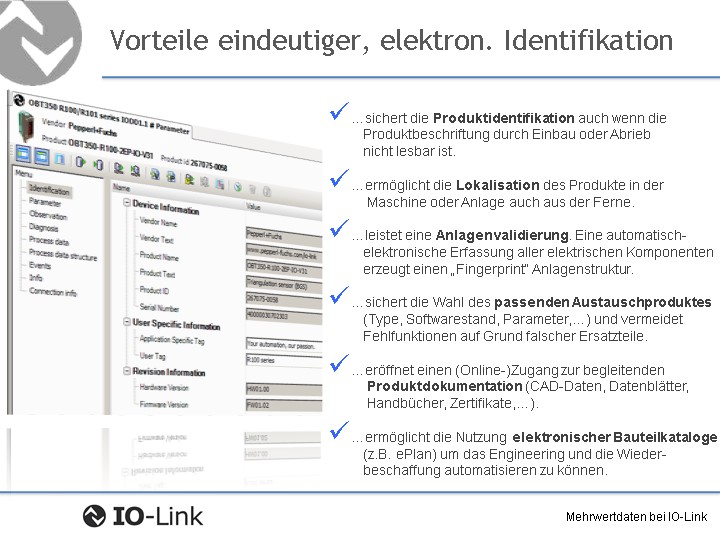 Vorteile eindeutiger, elektron. Identifikation
OBT350 R100/R101 series IODD1.1 # Parameter
Vendor Pepperl+Fuchs
Product OBT350-R100-2EP-IO-V31 Product id 267075-0058
Menu
Identification
Parameter
Observation
Diagnosis
Process data
Process data structure
Events
Info
Connection info
Name Value
Device Information
Vendor Name Pepperl+Fuchs
Vendor Text www.pepperl-fuchs.com/io-link
Product Name OBT350-R100-2EP-IO-V31
Product Text Triangulation sensor (BGS)
Product ID 267075-0058
Serial Number 40000030702303
User Specific Information
Application Specific Tag Your automation, our passion.
User Tag R100 series
Revision Information
Hardware Version HW01.00
Firmware Version FW01.02
...sichert die Produktidentifikation auch wenn die
Produktbeschriftung durch Einbau oder Abrieb
nicht lesbar ist.
...ermöglicht die Lokalisation des Produkte in der
Maschine oder Anlage auch aus der Ferne.
...leistet eine Anlagenvalidierung. Eine automatisch-
elektronische Erfassung aller elektrischen Komponenten
erzeugt einen „Fingerprint“ Anlagenstruktur.
...sichert die Wahl des passenden Austauschproduktes
(Type, Softwarestand, Parameter,...) und vermeidet
Fehlfunktionen auf Grund falscher Ersatzteile.
...eröffnet einen (Online-)Zugang zur begleitenden
Produktdokumentation (CAD-Daten, Datenblätter,
Handbücher, Zertifikate,...).
...ermöglicht die Nutzung elektronischer Bauteilkataloge
(z.B. ePlan) um das Engineering und die Wieder-
beschaffung automatisieren zu können.
IO-Link
Mehrwertdaten bei IO-Link